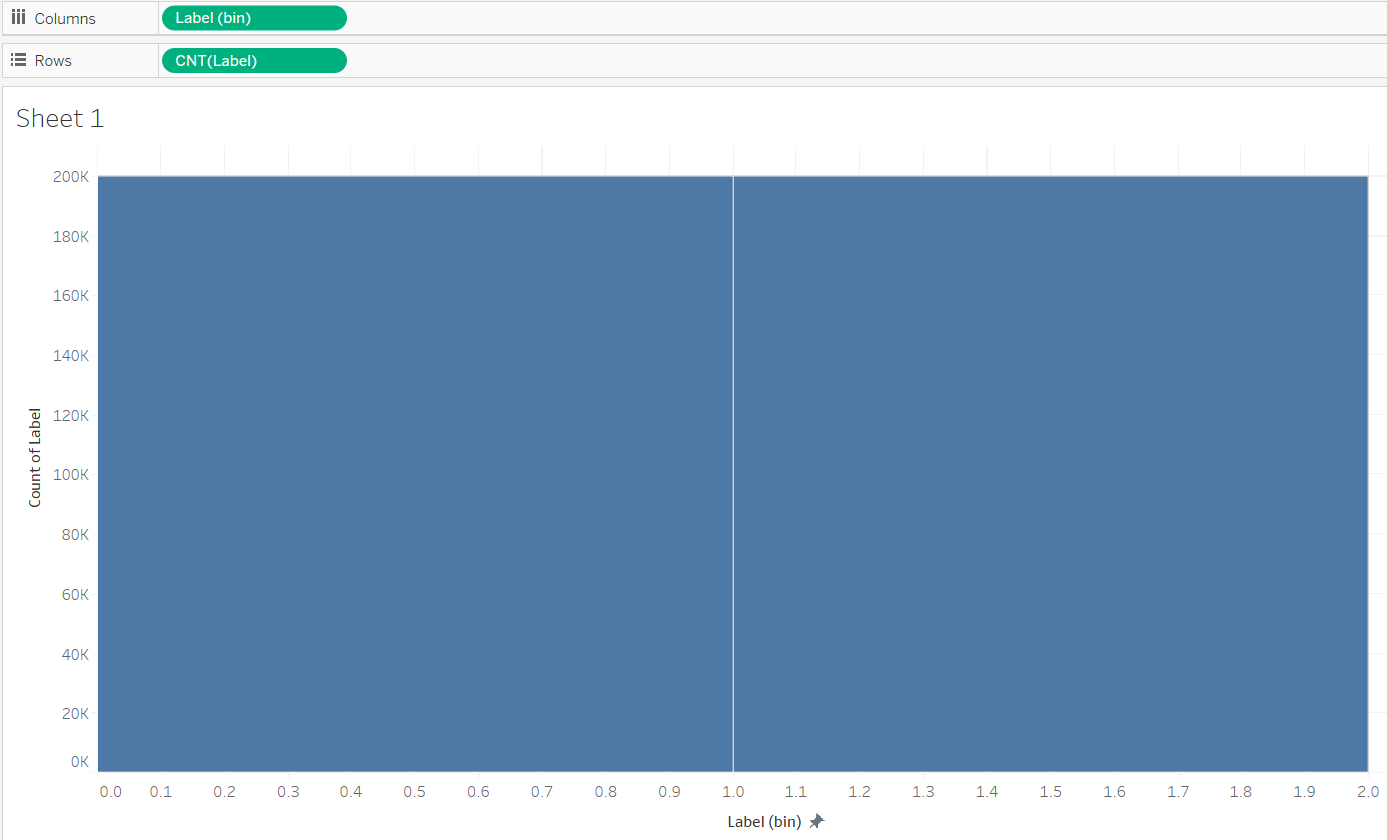 Columns Label (bin)
Rows CNT(Label)
Sheet 1
200K
180K
160K
140K
120K
100K
80K
60K
40K
20K
0K
Count of Label
0.0 0.1 0.2 0.3 0.4 0.5 0.6 0.7 0.8 0.9 1.0 1.1 1.2 1.3 1.4 1.5 1.6 1.7 1.8 1.9 2.0
Label (bin)